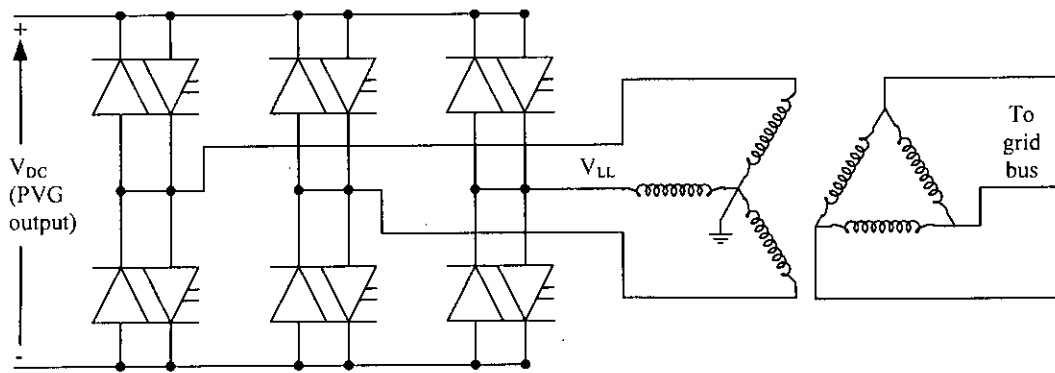 +
V_DC
(PVG
output)
-
V_LL
To
grid
bus